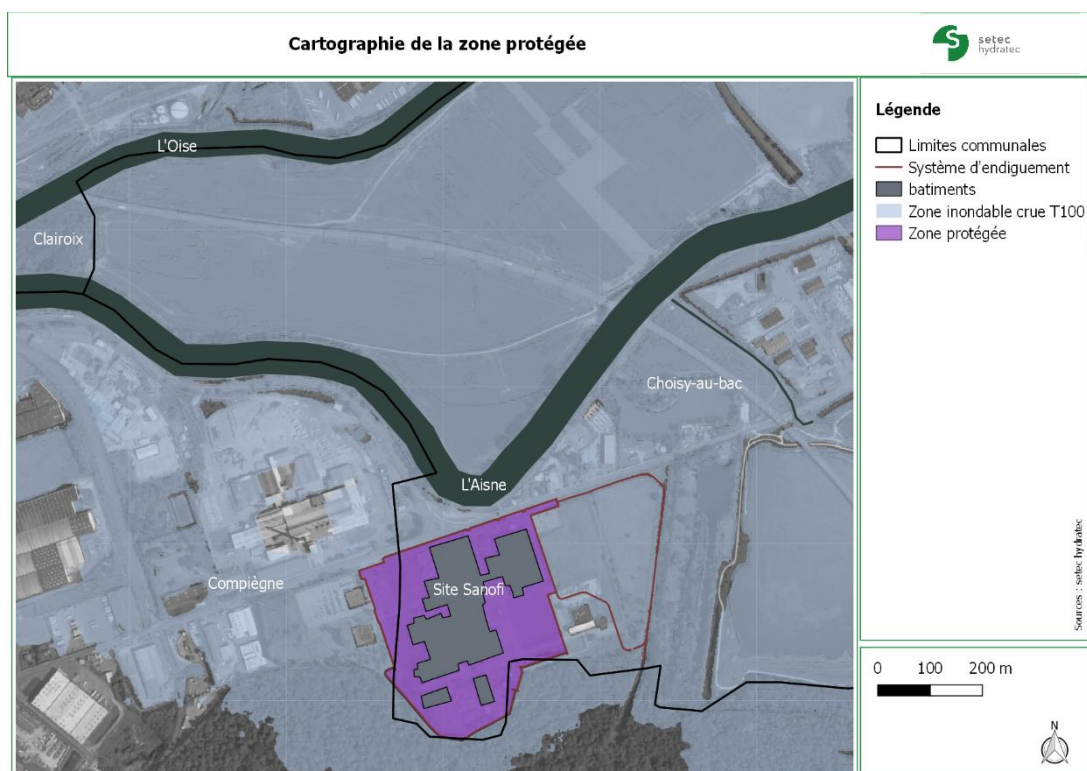 Cartographie de la zone protégée
setec
hydratec
L'Oise
Clairoix
Choisy-au-bac
L'Aisne
Compiègne
Site Sanofi
Légende
Limites communales
Système d'endiguement
batiments
Zone inondable crue T100
Zone protégée
Sources : setec hydratec
0 100 200 m
N